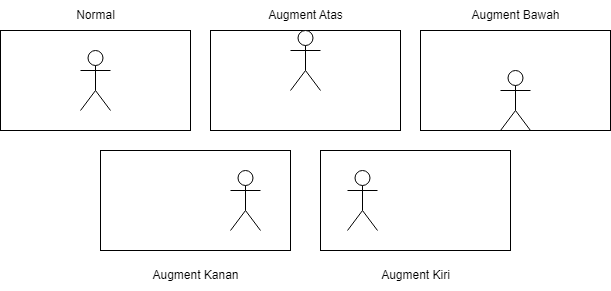 Normal
Augment Atas
Augment Bawah
Augment Kanan
Augment Kiri